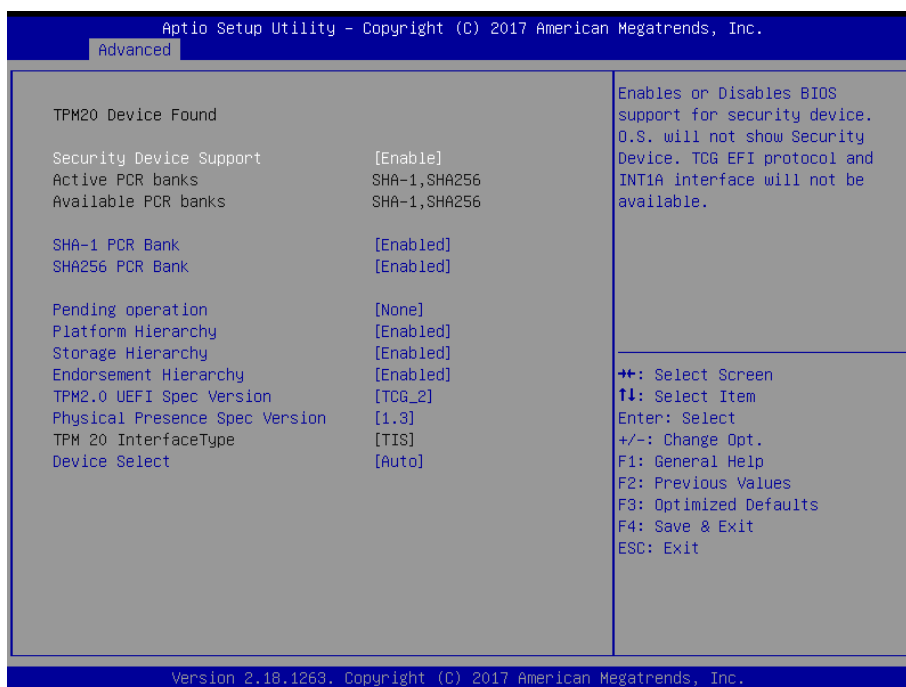 Aptio Setup Utility – Copyright (C) 2017 American Megatrends, Inc.
Advanced
TPM20 Device Found
Security Device Support [Enable]
Active PCR banks SHA-1,SHA256
Available PCR banks SHA-1,SHA256
SHA-1 PCR Bank [Enabled]
SHA256 PCR Bank [Enabled]
Pending operation [None]
Platform Hierarchy [Enabled]
Storage Hierarchy [Enabled]
Endorsement Hierarchy [Enabled]
TPM2.0 UEFI Spec Version [TCG_2]
Physical Presence Spec Version [1.3]
TPM 20 InterfaceType [TIS]
Device Select [Auto]
Enables or Disables BIOS
support for security device.
O.S. will not show Security
Device. TCG EFI protocol and
INT1A interface will not be
available.
→←: Select Screen
↑↓: Select Item
Enter: Select
+/-: Change Opt.
F1: General Help
F2: Previous Values
F3: Optimized Defaults
F4: Save & Exit
ESC: Exit
Version 2.18.1263. Copyright (C) 2017 American Megatrends, Inc.